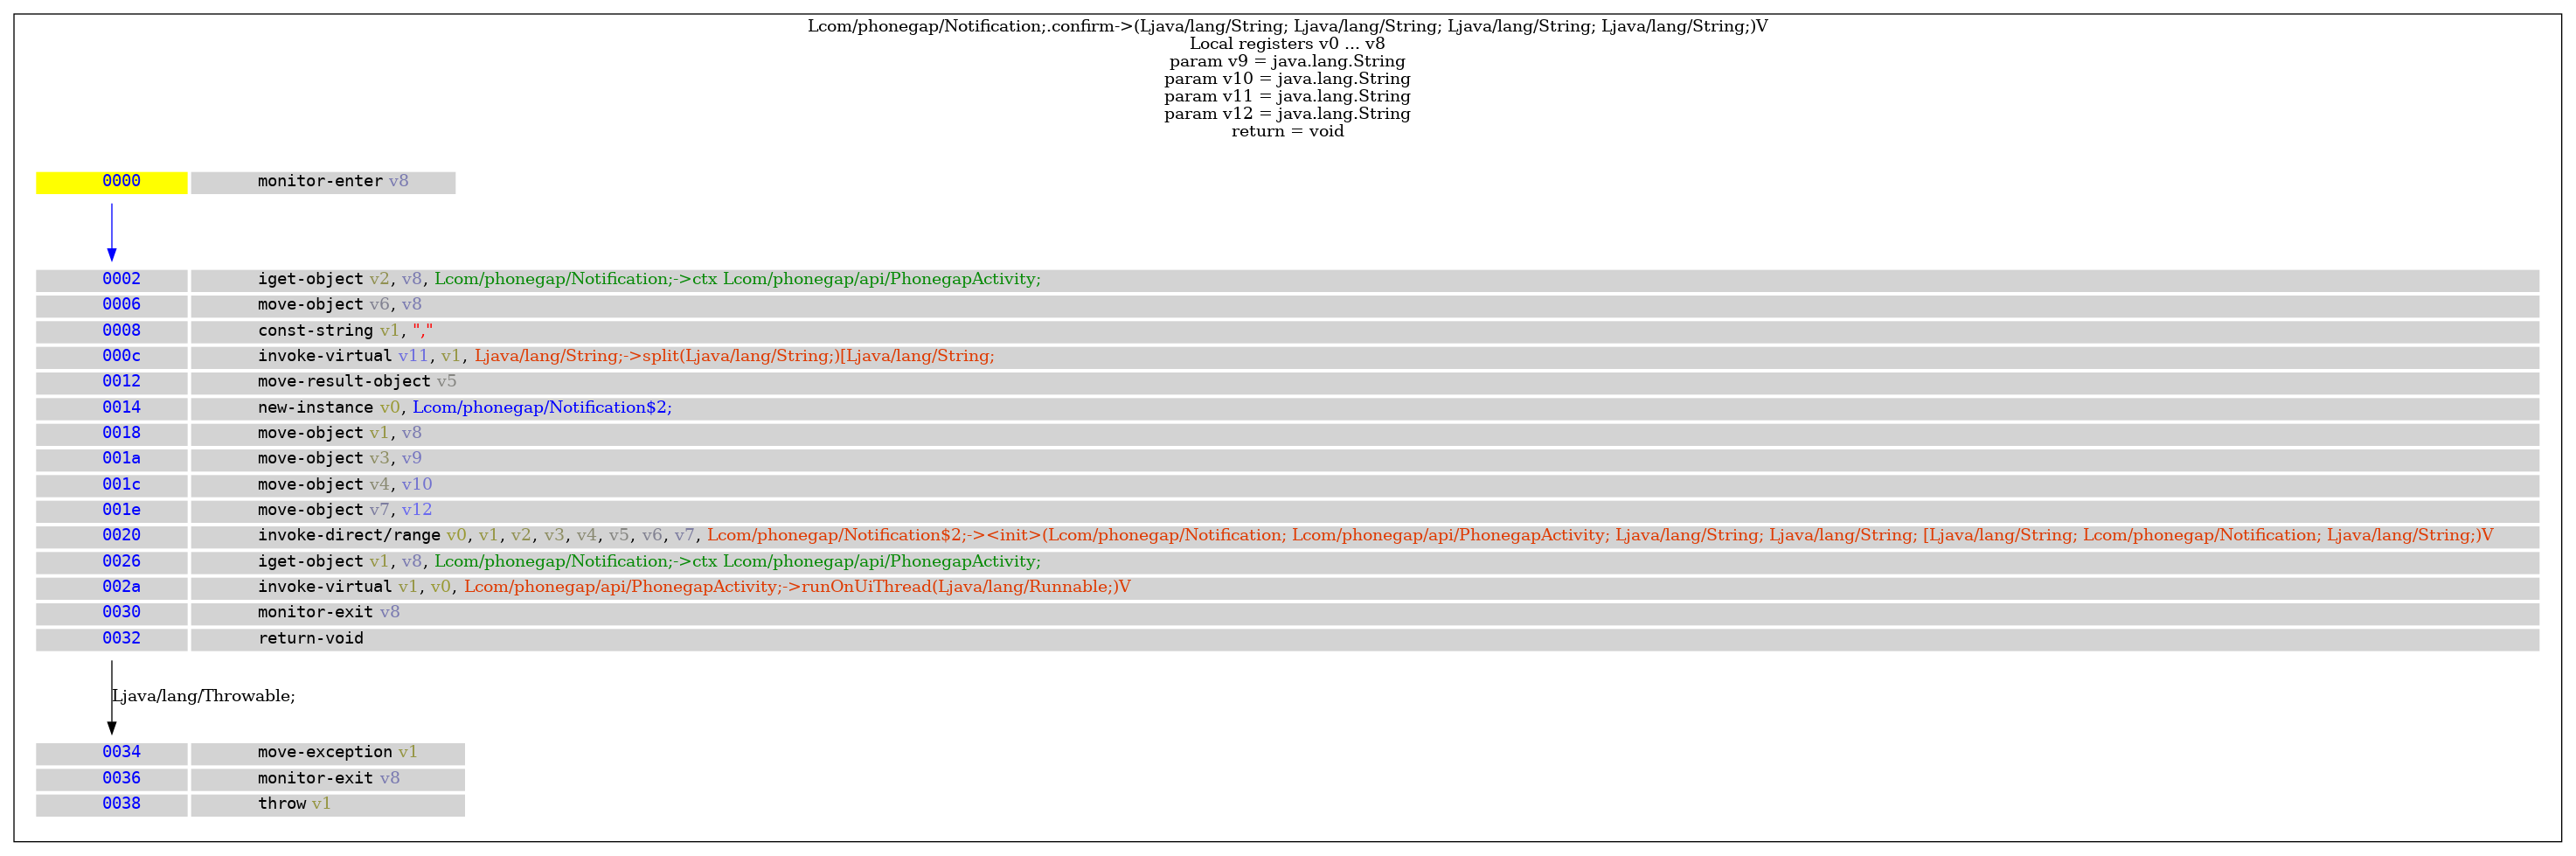 Lcom/phonegap/Notification;.confirm->(Ljava/lang/String; Ljava/lang/String; Ljava/lang/String; Ljava/lang/String;)V
Local registers v0 ... v8
param v9 = java.lang.String
param v10 = java.lang.String
param v11 = java.lang.String
param v12 = java.lang.String
return = void
0000 monitor-enter v8
0002 iget-object v2, v8, Lcom/phonegap/Notification;->ctx Lcom/phonegap/api/PhonegapActivity;
0006 move-object v6, v8
0008 const-string v1, ","
000c invoke-virtual v11, v1, Ljava/lang/String;->split(Ljava/lang/String;)[Ljava/lang/String;
0012 move-result-object v5
0014 new-instance v0, Lcom/phonegap/Notification$2;
0018 move-object v1, v8
001a move-object v3, v9
001c move-object v4, v10
001e move-object v7, v12
0020 invoke-direct/range v0, v1, v2, v3, v4, v5, v6, v7, Lcom/phonegap/Notification$2;-><init>(Lcom/phonegap/Notification; Lcom/phonegap/api/PhonegapActivity; Ljava/lang/String; Ljava/lang/String; [Ljava/lang/String; Lcom/phonegap/Notification; Ljava/lang/String;)V
0026 iget-object v1, v8, Lcom/phonegap/Notification;->ctx Lcom/phonegap/api/PhonegapActivity;
002a invoke-virtual v1, v0, Lcom/phonegap/api/PhonegapActivity;->runOnUiThread(Ljava/lang/Runnable;)V
0030 monitor-exit v8
0032 return-void
Ljava/lang/Throwable;
0034 move-exception v1
0036 monitor-exit v8
0038 throw v1